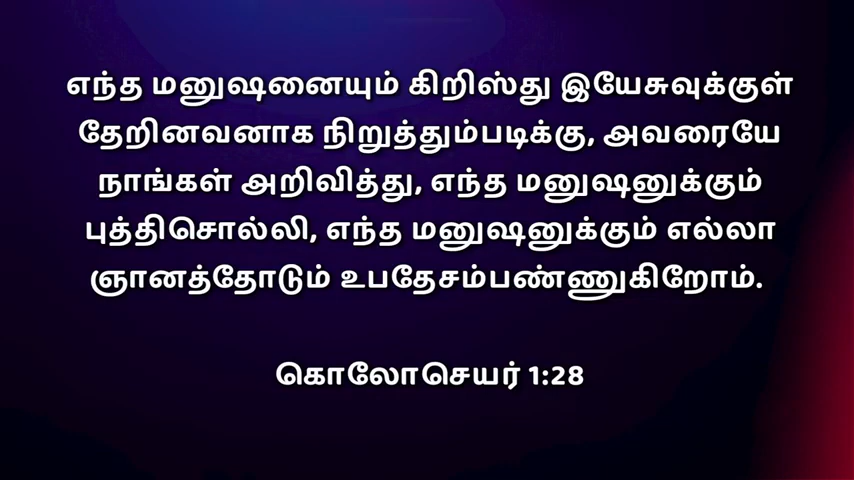 எந்த மனுஷனையும் கிறிஸ்து இயேசுவுக்குள்
தேறினவனாக நிறுத்தும்படிக்கு, அவரையே
நாங்கள் அறிவித்து, எந்த மனுஷனுக்கும்
புத்திசொல்லி, எந்த மனுஷனுக்கும் எல்லா
ஞானத்தோடும் உபதேசம்பண்ணுகிறோம்.
கொலோசெயர் 1:28